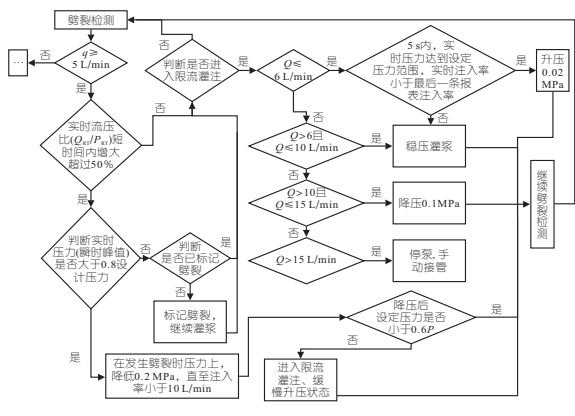 劈裂检测
否
q≥
5 L/min
…
是
实时流压
比(Q_RT/P_RT)短
时间内增大
超过50%
否
是
判断实时
压力(瞬时峰值)
是否大于0.8设
计压力
否
判断
是否已标记
劈裂
是
否
标记劈裂，
继续灌浆
是
在发生劈裂时压力上，
降低0.2 MPa，直至注入
率小于10 L/min
否
判断是否进
入限流灌注
是
Q≤
6 L/min
是
5 s内，实
时压力达到设定
压力范围，实时注入率
小于最后一条报
表注入率
是
升压
0.02
MPa
否
否
Q>6且
Q≤10 L/min
是
稳压灌浆
否
Q>10且
Q≤15 L/min
是
降压0.1MPa
继续劈裂检测
否
Q>15 L/min
是
停泵,手
动接管
降压后
设定压力是否
小于0.6P
是
否
进入限流
灌注、缓
慢升压状态